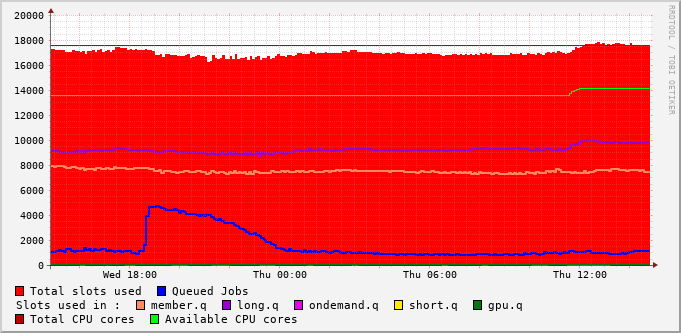 20000
18000
16000
14000
12000
10000
8000
6000
4000
2000
0
Wed 18:00 Thu 00:00 Thu 06:00 Thu 12:00
RRDTOOL / TOBI OETIKER
Total slots used Queued Jobs
Slots used in : member.q long.q ondemand.q short.q gpu.q
Total CPU cores Available CPU cores